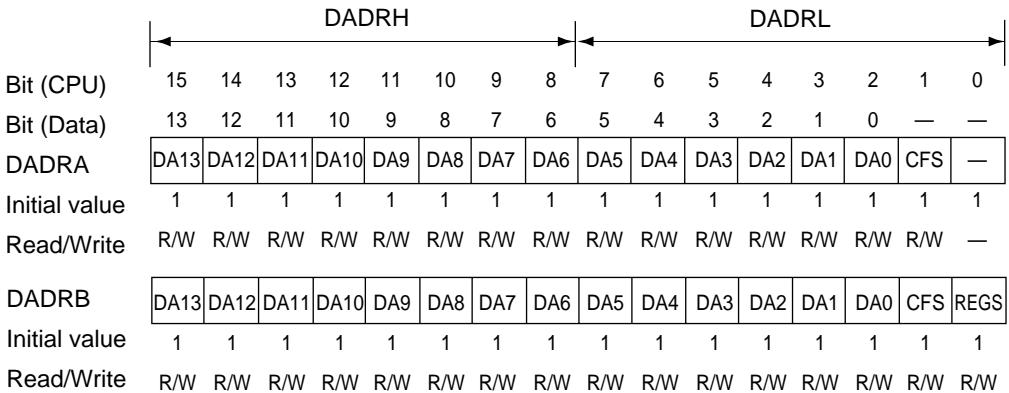 DADRH DADRL
Bit (CPU) 15 14 13 12 11 10 9 8 7 6 5 4 3 2 1 0
Bit (Data) 13 12 11 10 9 8 7 6 5 4 3 2 1 0 — —
DADRA DA13 DA12 DA11 DA10 DA9 DA8 DA7 DA6 DA5 DA4 DA3 DA2 DA1 DA0 CFS —
Initial value 1 1 1 1 1 1 1 1 1 1 1 1 1 1 1 1
Read/Write R/W R/W R/W R/W R/W R/W R/W R/W R/W R/W R/W R/W R/W R/W R/W —
DADRB DA13 DA12 DA11 DA10 DA9 DA8 DA7 DA6 DA5 DA4 DA3 DA2 DA1 DA0 CFS REGS
Initial value 1 1 1 1 1 1 1 1 1 1 1 1 1 1 1 1
Read/Write R/W R/W R/W R/W R/W R/W R/W R/W R/W R/W R/W R/W R/W R/W R/W R/W